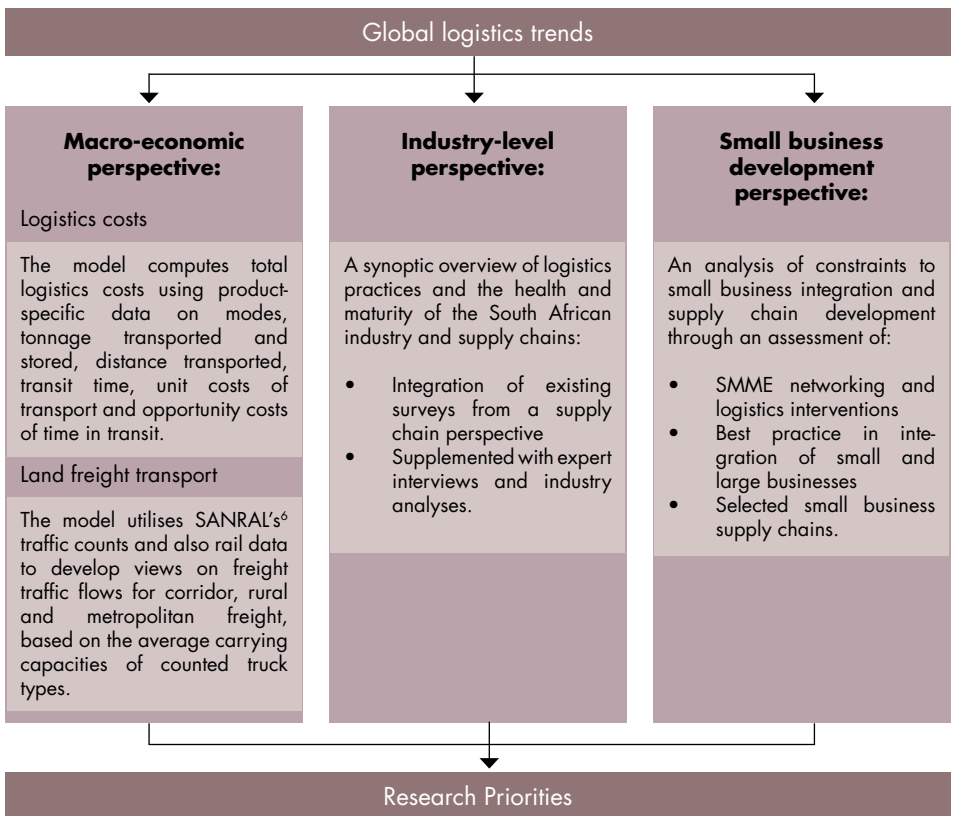 Global logistics trends
Macro-economic
perspective:
Logistics costs
The model computes total
logistics costs using product-
specific data on modes,
tonnage transported and
stored, distance transported,
transit time, unit costs of
transport and opportunity costs
of time in transit.
Land freight transport
The model utilises SANRAL's⁶
traffic counts and also rail data
to develop views on freight
traffic flows for corridor, rural
and metropolitan freight,
based on the average carrying
capacities of counted truck
types.
Industry-level
perspective:
A synoptic overview of logistics
practices and the health and
maturity of the South African
industry and supply chains:
• Integration of existing
surveys from a supply
chain perspective
• Supplemented with expert
interviews and industry
analyses.
Small business
development
perspective:
An analysis of constraints to
small business integration and
supply chain development
through an assessment of:
• SMME networking and
logistics interventions
• Best practice in inte-
gration of small and
large businesses
• Selected small business
supply chains.
Research Priorities